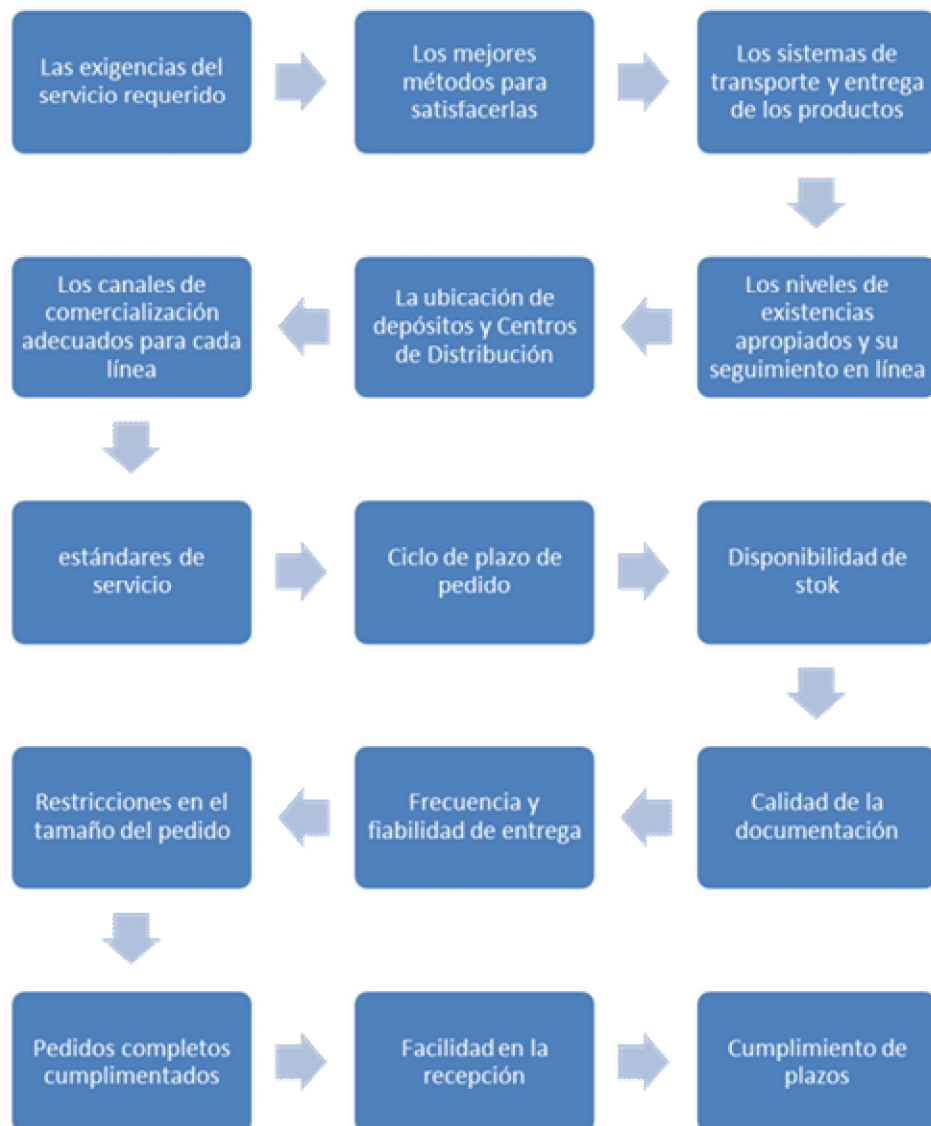 Las exigencias del
servicio requerido
Los mejores
métodos para
satisfacerlas
Los sistemas de
transporte y entrega
de los productos
Los niveles de
existencias
apropiados y su
seguimiento en línea
La ubicación de
depósitos y Centros
de Distribución
Los canales de
comercialización
adecuados para cada
línea
estándares de
servicio
Ciclo de plazo de
pedido
Disponibilidad de
stok
Calidad de la
documentación
Frecuencia y
fiabilidad de entrega
Restricciones en el
tamaño del pedido
Pedidos completos
cumplimentados
Facilidad en la
recepción
Cumplimiento de
plazos